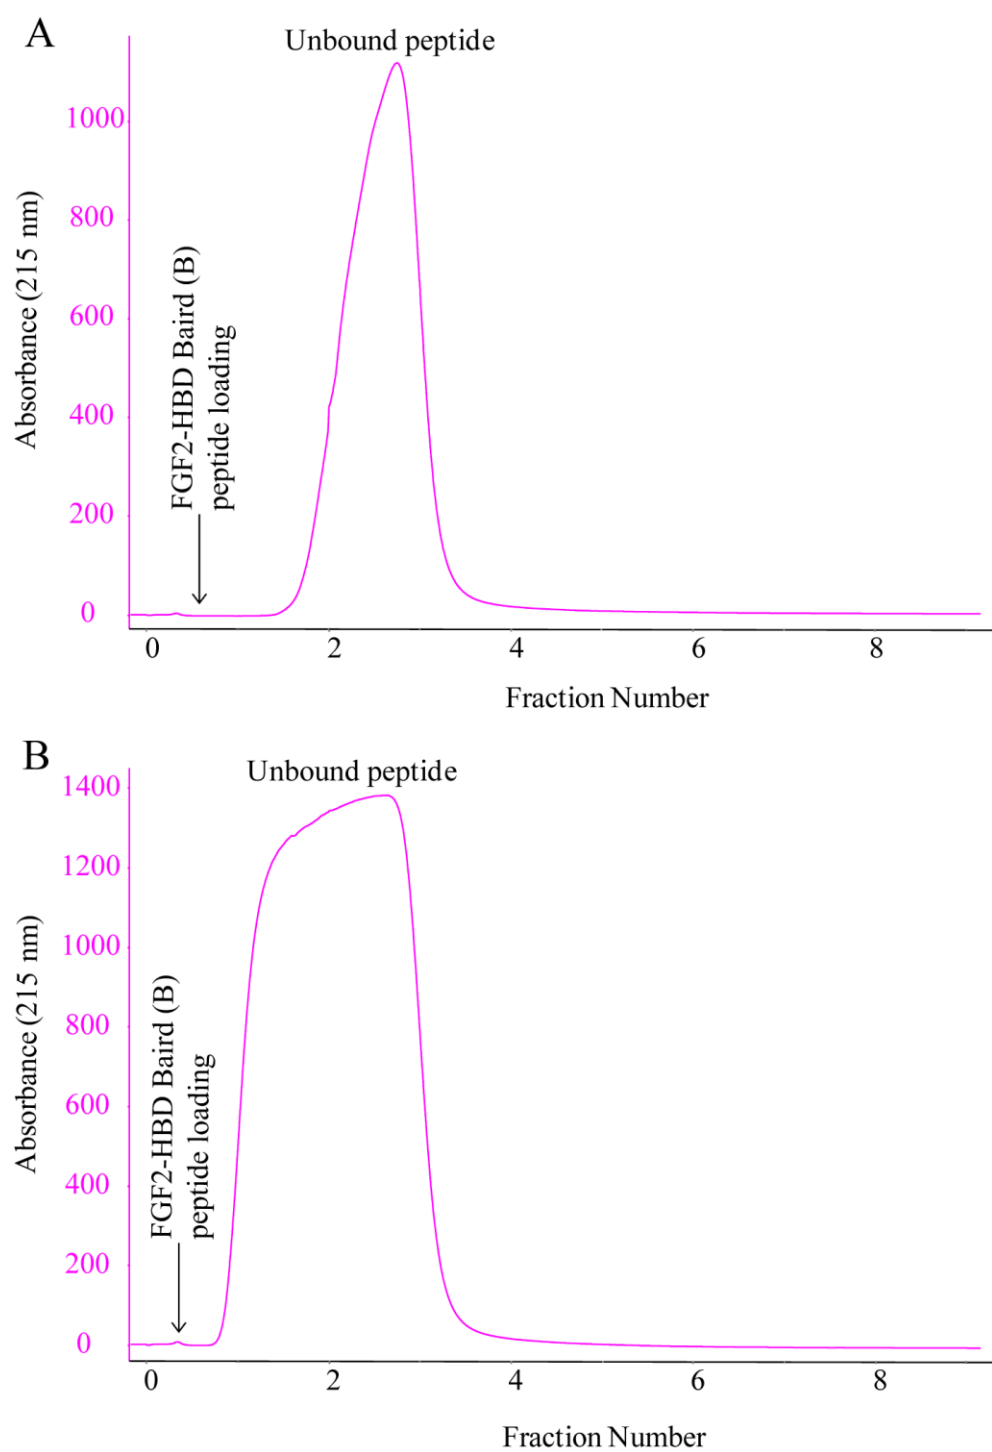 A
Unbound peptide
1000
800
600
400
200
0
Absorbance (215 nm)
FGF2-HBD Baird (B)
peptide loading
0 2 4 6 8
Fraction Number
B
Unbound peptide
1400
1200
1000
800
600
400
200
0
Absorbance (215 nm)
FGF2-HBD Baird (B)
peptide loading
0 2 4 6 8
Fraction Number